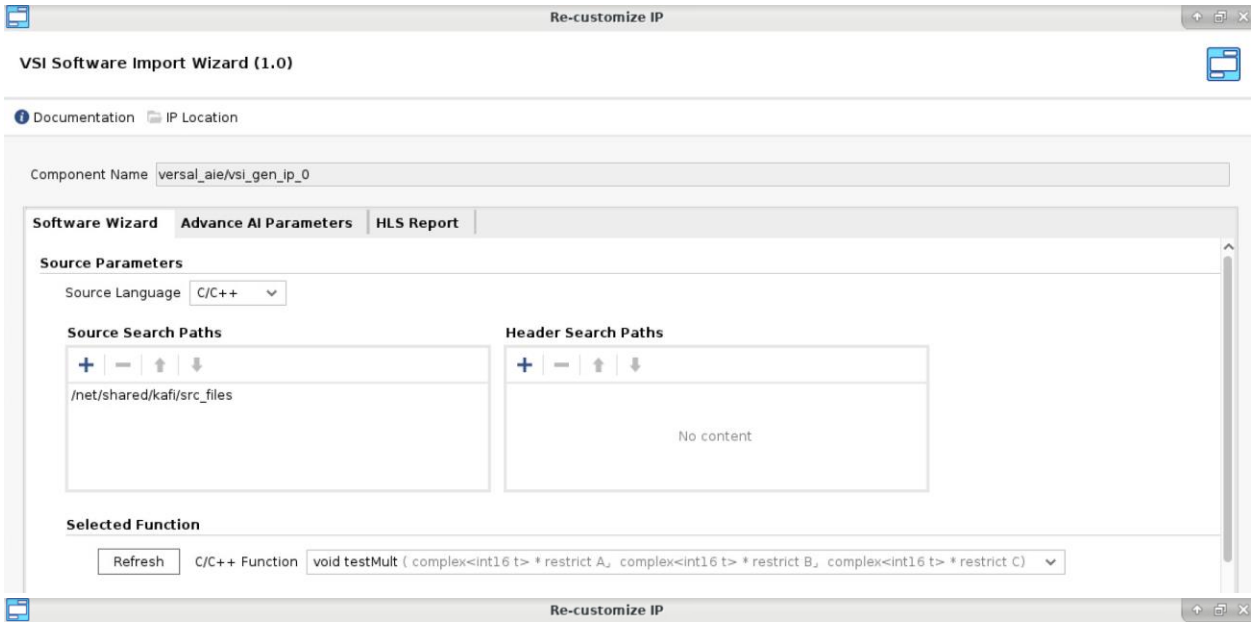 Re-customize IP
VSI Software Import Wizard (1.0)
Documentation IP Location
Component Name versal_aie/vsi_gen_ip_0
Software Wizard Advance AI Parameters HLS Report
Source Parameters
Source Language C/C++
Source Search Paths Header Search Paths
/net/shared/kafi/src_files
No content
Selected Function
Refresh C/C++ Function void testMult ( complex<int16 t> * restrict A, complex<int16 t> * restrict B, complex<int16 t> * restrict C)
Re-customize IP